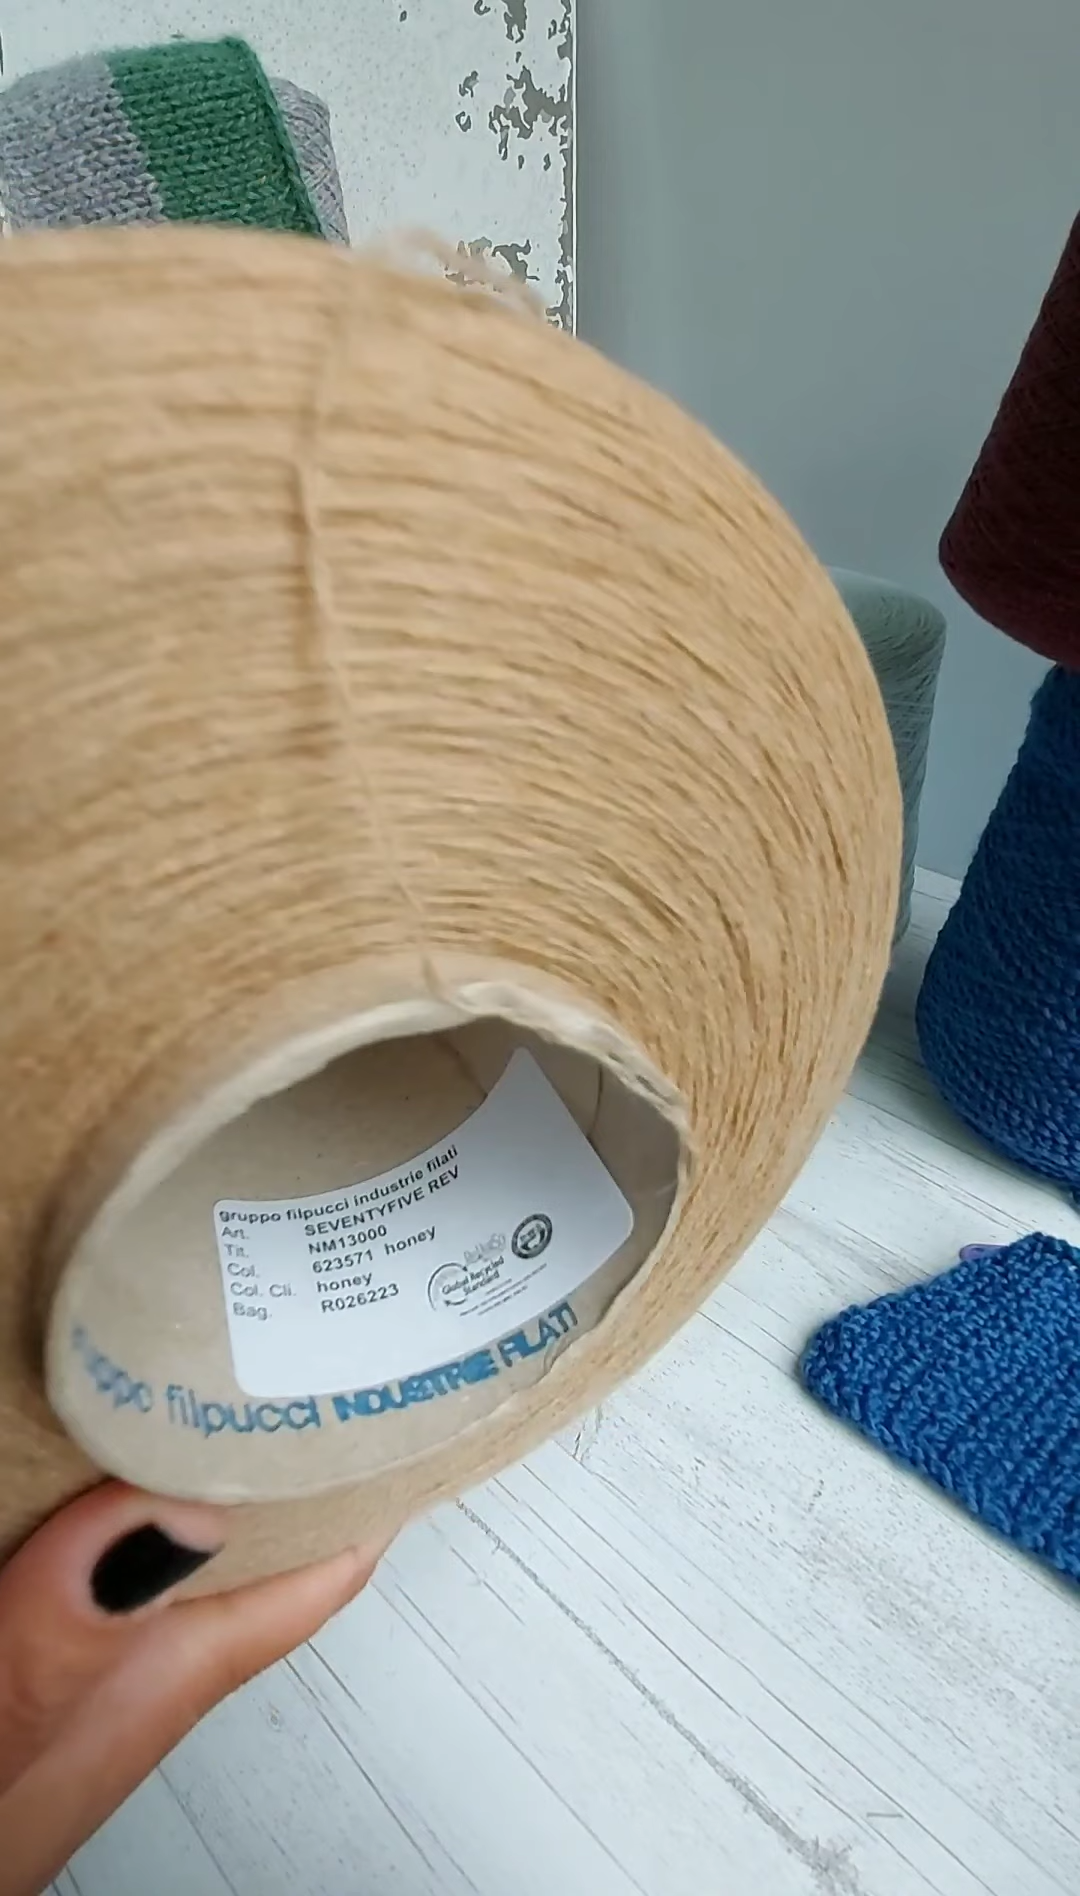 gruppo filpucci industrie filati
Art. SEVENTYFIVE REV
Tit. NM13000
Col. 623571 honey
Col. Cli. honey
Bag. R026223
Global Recycled
Standard
gruppo filpucci INDUSTRIE FILATI